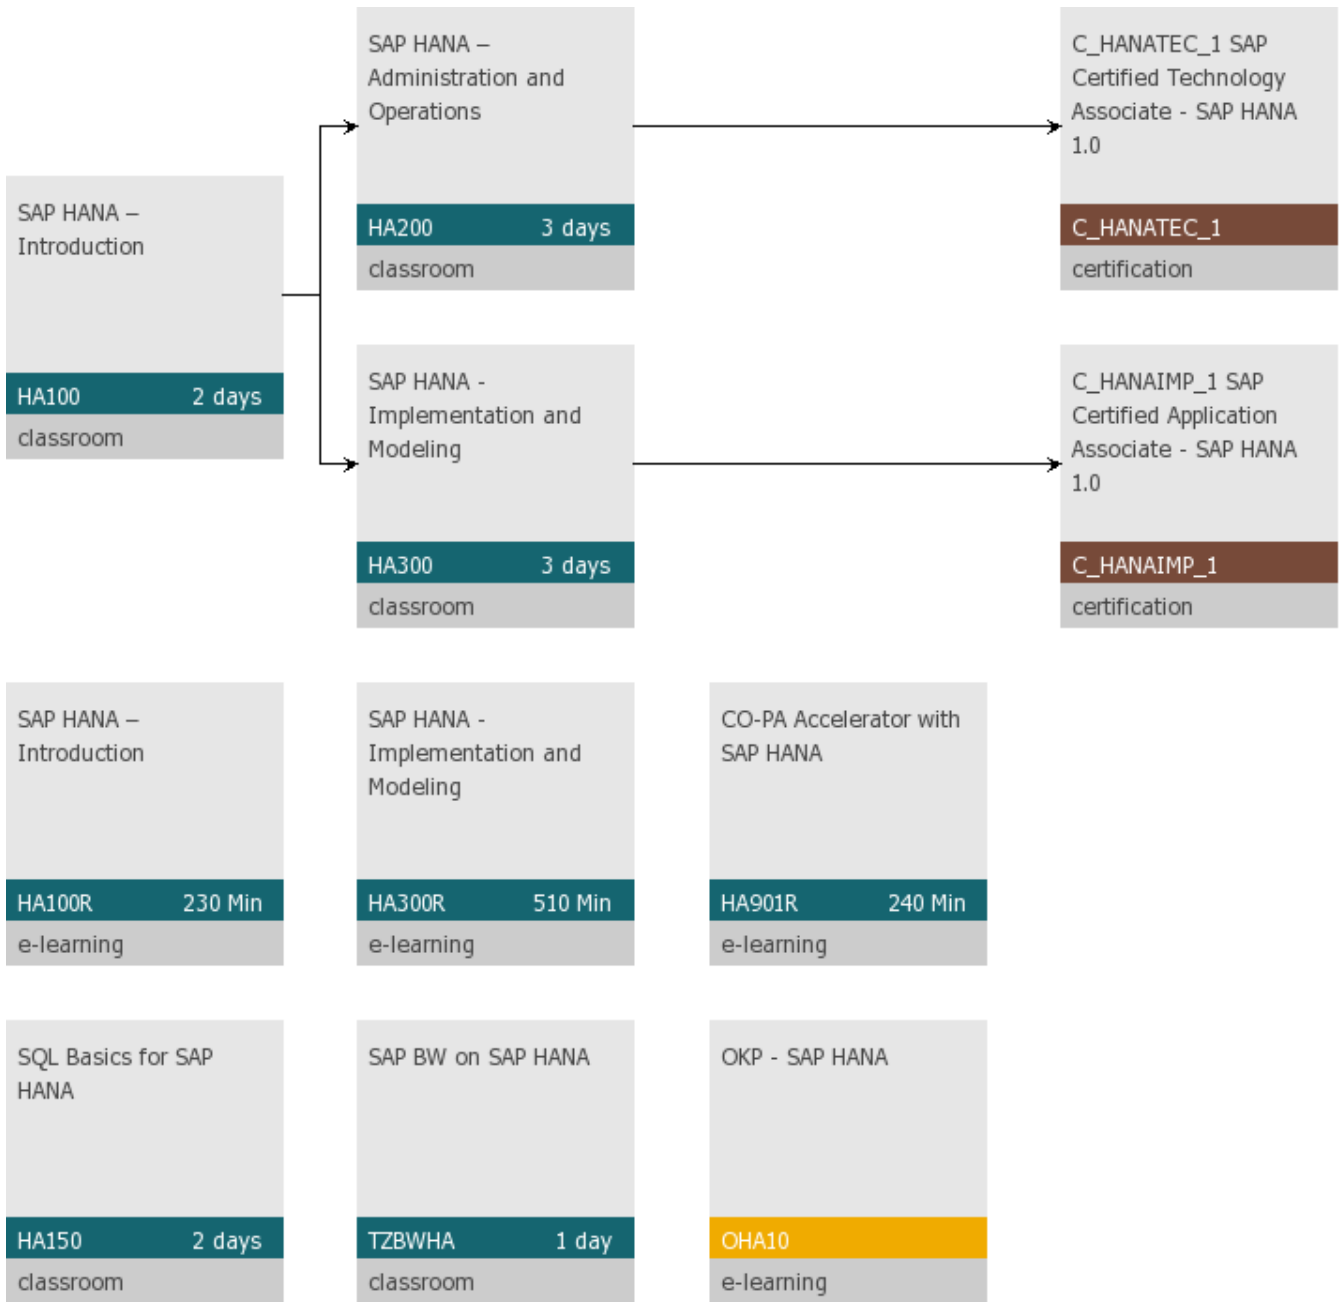 SAP HANA –
Administration and
Operations
HA200 3 days
classroom
C_HANATEC_1 SAP
Certified Technology
Associate - SAP HANA
1.0
C_HANATEC_1
certification
SAP HANA –
Introduction
HA100 2 days
classroom
SAP HANA -
Implementation and
Modeling
HA300 3 days
classroom
C_HANAIMP_1 SAP
Certified Application
Associate - SAP HANA
1.0
C_HANAIMP_1
certification
SAP HANA –
Introduction
HA100R 230 Min
e-learning
SAP HANA -
Implementation and
Modeling
HA300R 510 Min
e-learning
CO-PA Accelerator with
SAP HANA
HA901R 240 Min
e-learning
SQL Basics for SAP
HANA
HA150 2 days
classroom
SAP BW on SAP HANA
TZBWHA 1 day
classroom
OKP - SAP HANA
OHA10
e-learning